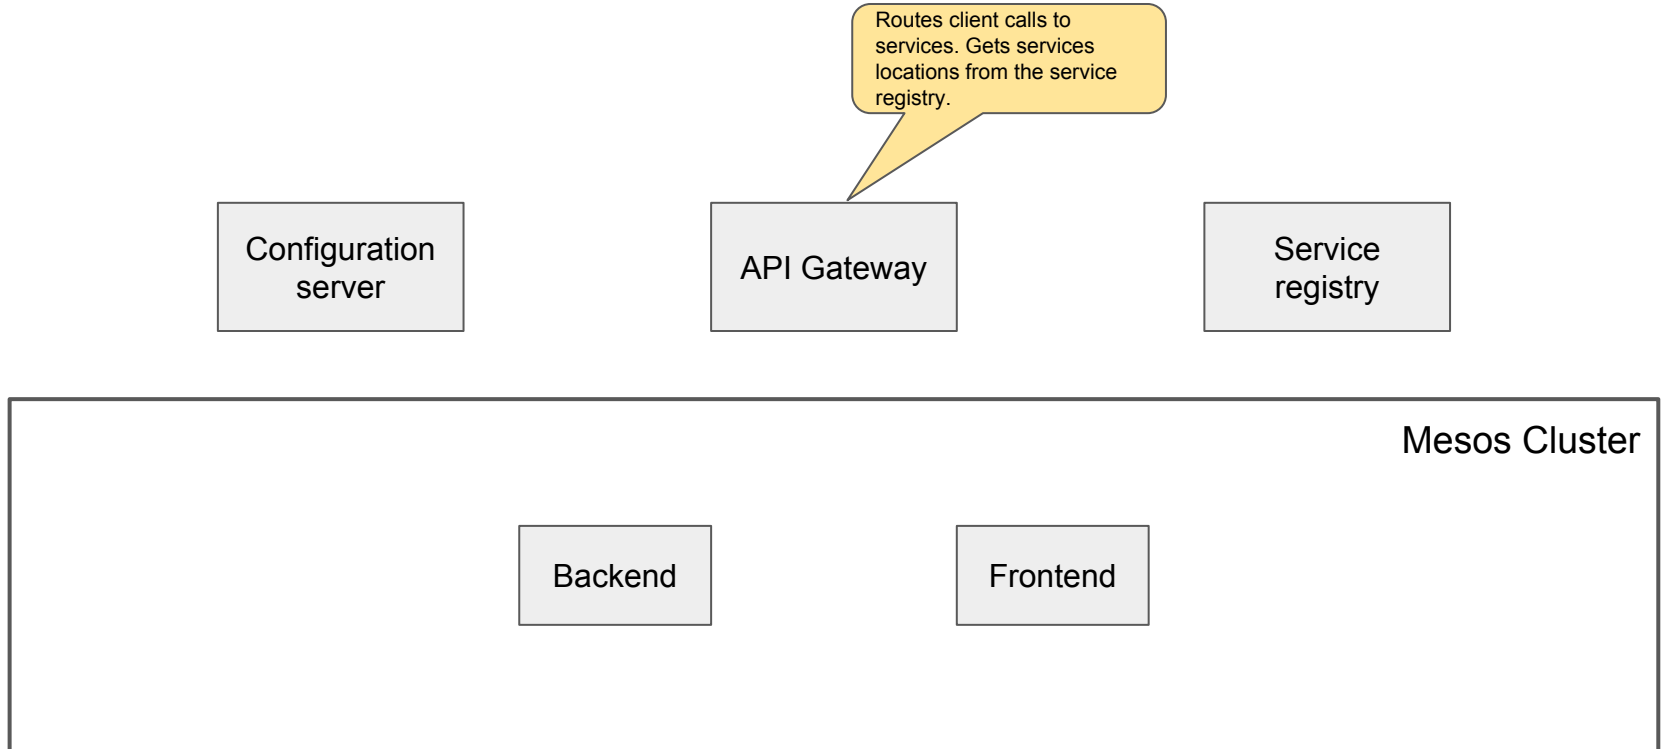 Routes client calls to
services. Gets services
locations from the service
registry.
Configuration
server
API Gateway
Service
registry
Mesos Cluster
Backend
Frontend